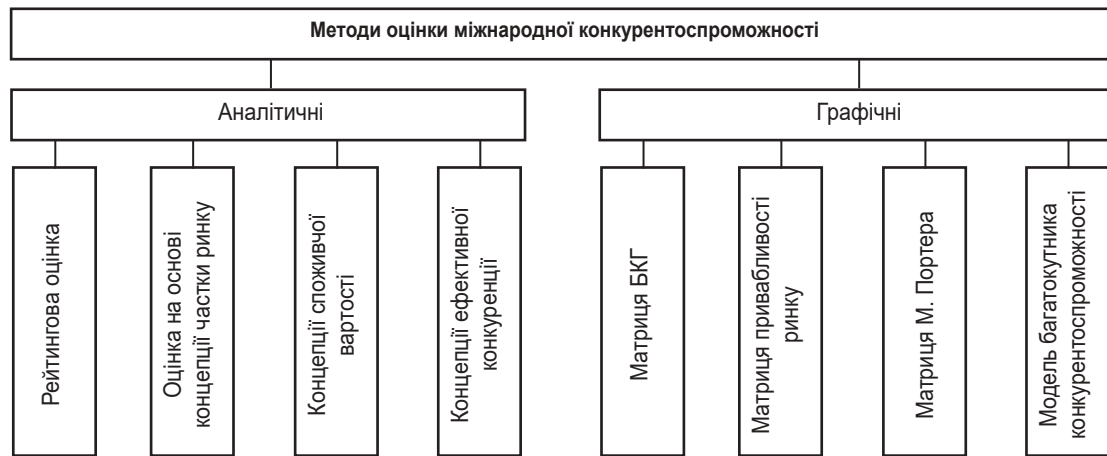 Методи оцінки міжнародної конкурентоспроможності
Аналітичні
Графічні
Рейтингова оцінка
Оцінка на основі
концепції частки ринку
Концепції споживчої
вартості
Концепції ефективної
конкуренції
Матриця БКГ
Матриця привабливості
ринку
Матриця М. Портера
Модель багатокутника
конкурентоспроможності